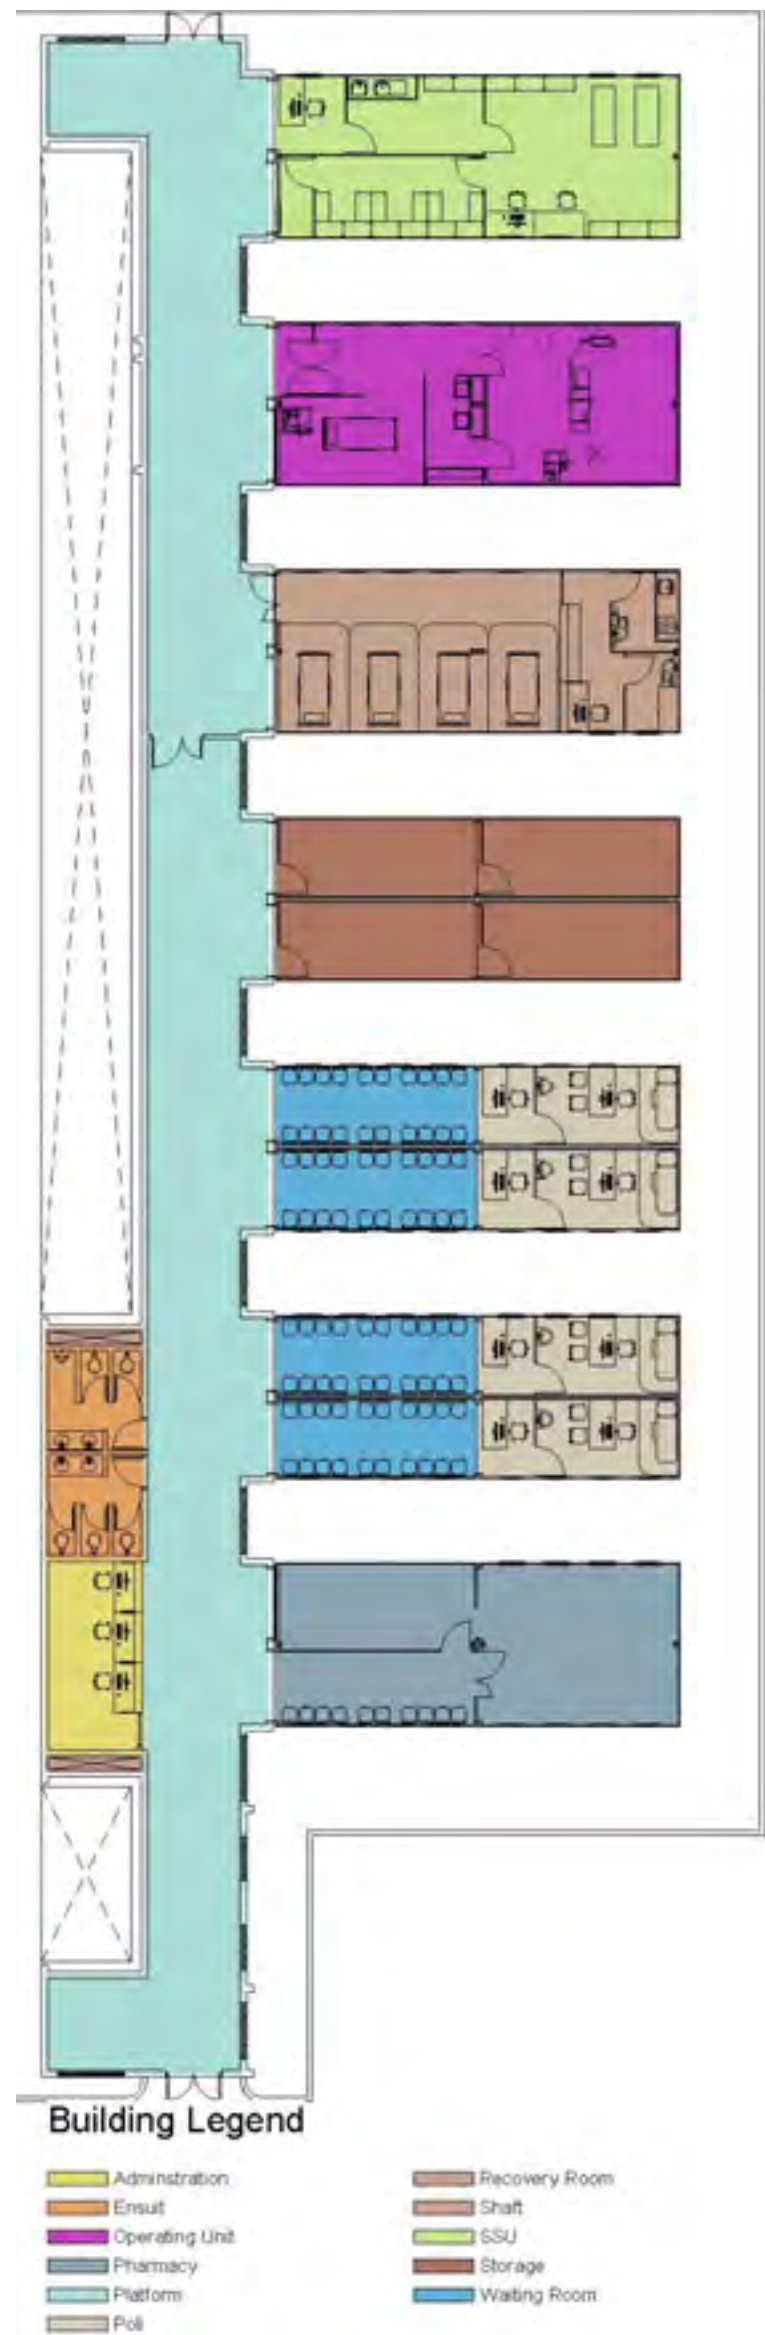 Building Legend
Adminstration
Ensuit
Operating Unit
Pharmacy
Platform
Poli
Recovery Room
Shaft
SSU
Storage
Waiting Room